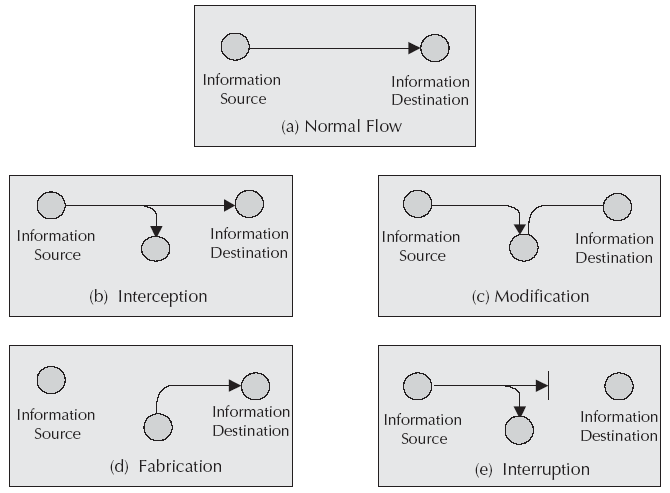 Information
Source
Information
Destination
(a) Normal Flow
Information
Source
Information
Destination
(b) Interception
Information
Source
Information
Destination
(c) Modification
Information
Source
Information
Destination
(d) Fabrication
Information
Source
Information
Destination
(e) Interruption